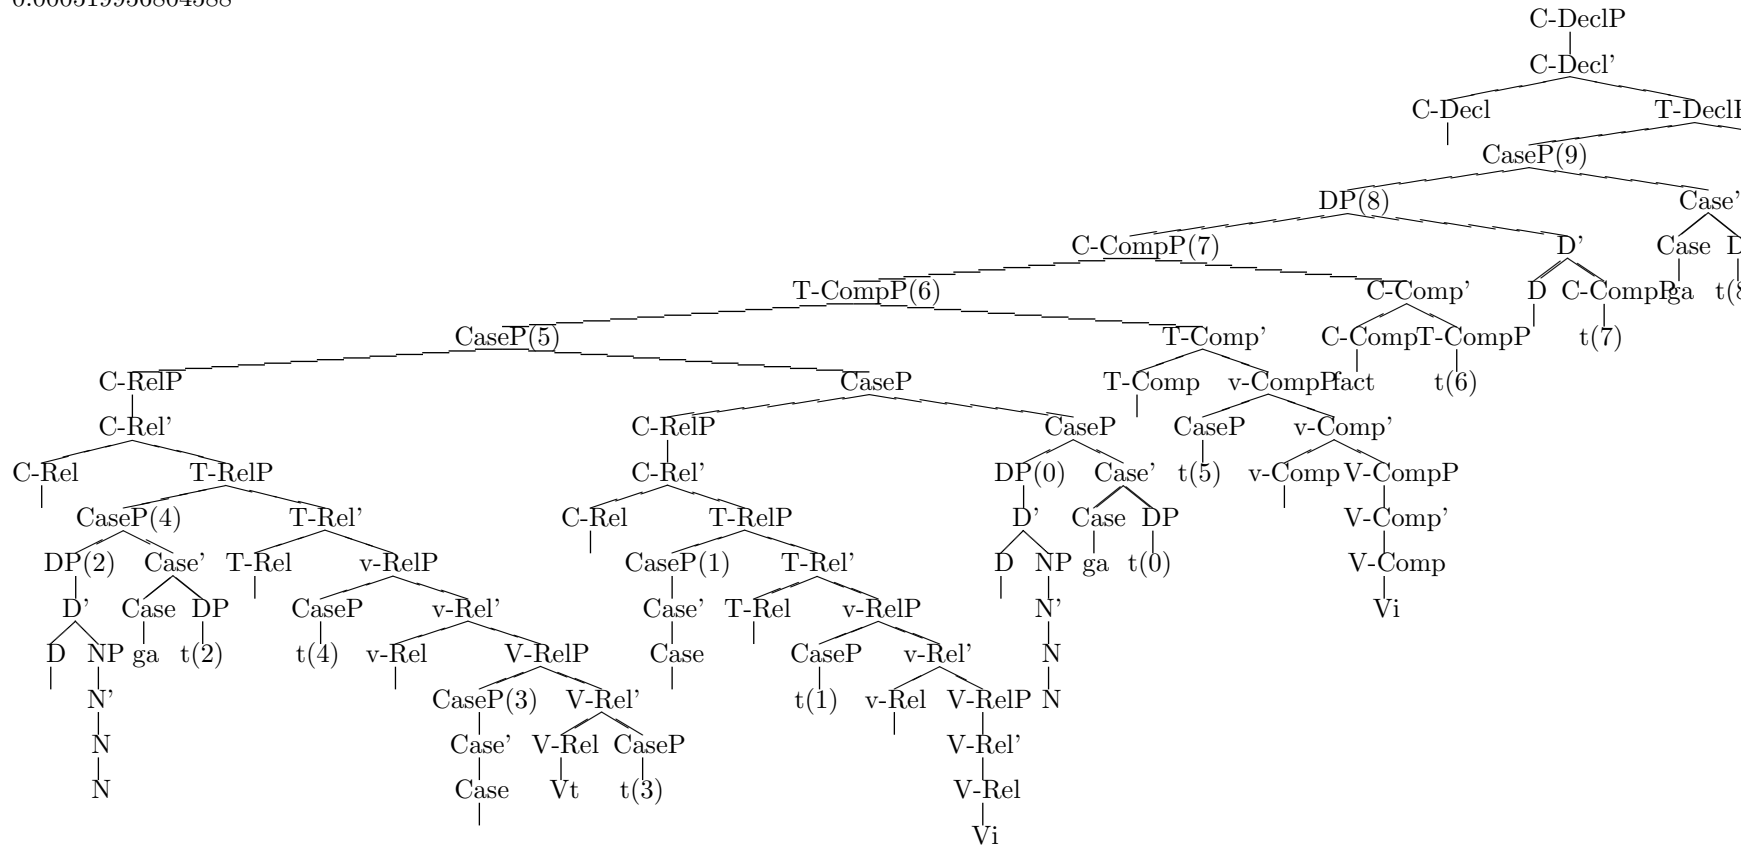 0.000519956804588
C-DeclP
C-Decl'
C-Decl
CaseP(9)
DP(8) Case'
C-CompP(7) D' Case
T-CompP(6) C-Comp' D C-CompP ga
CaseP(5) T-Comp' C-Comp T-CompP t(7)
C-RelP CaseP T-Comp v-CompP fact t(6)
C-Rel' C-RelP CaseP CaseP v-Comp'
C-Rel T-RelP C-Rel' DP(0) Case' t(5) v-Comp V-CompP
CaseP(4) T-Rel' C-Rel T-RelP D' Case DP V-Comp'
DP(2) Case' T-Rel v-RelP CaseP(1) T-Rel' D NP ga t(0) V-Comp
D' Case DP CaseP v-Rel' Case' T-Rel v-RelP N' Vi
D NP ga t(2) t(4) v-Rel V-RelP Case CaseP v-Rel' N
N' CaseP(3) V-Rel' t(1) v-Rel V-RelP N
N Case' V-Rel CaseP V-Rel'
N Case Vt t(3) V-Rel
Vi